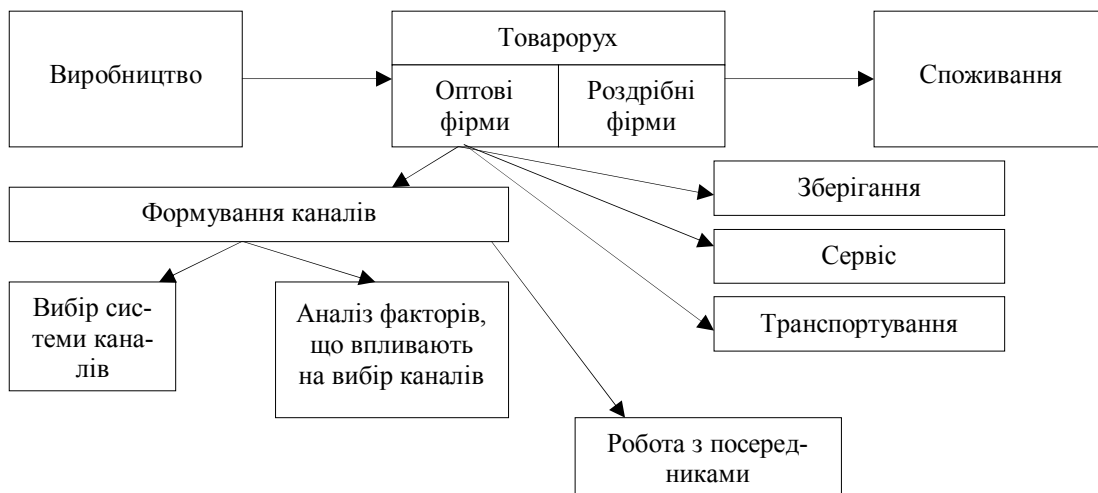 Виробництво
Товарорух
Оптові
фірми
Роздрібні
фірми
Споживання
Формування каналів
Зберігання
Сервіс
Транспортування
Вибір сис-
теми кана-
лів
Аналіз факторів,
що впливають
на вибір каналів
Робота з посеред-
никами